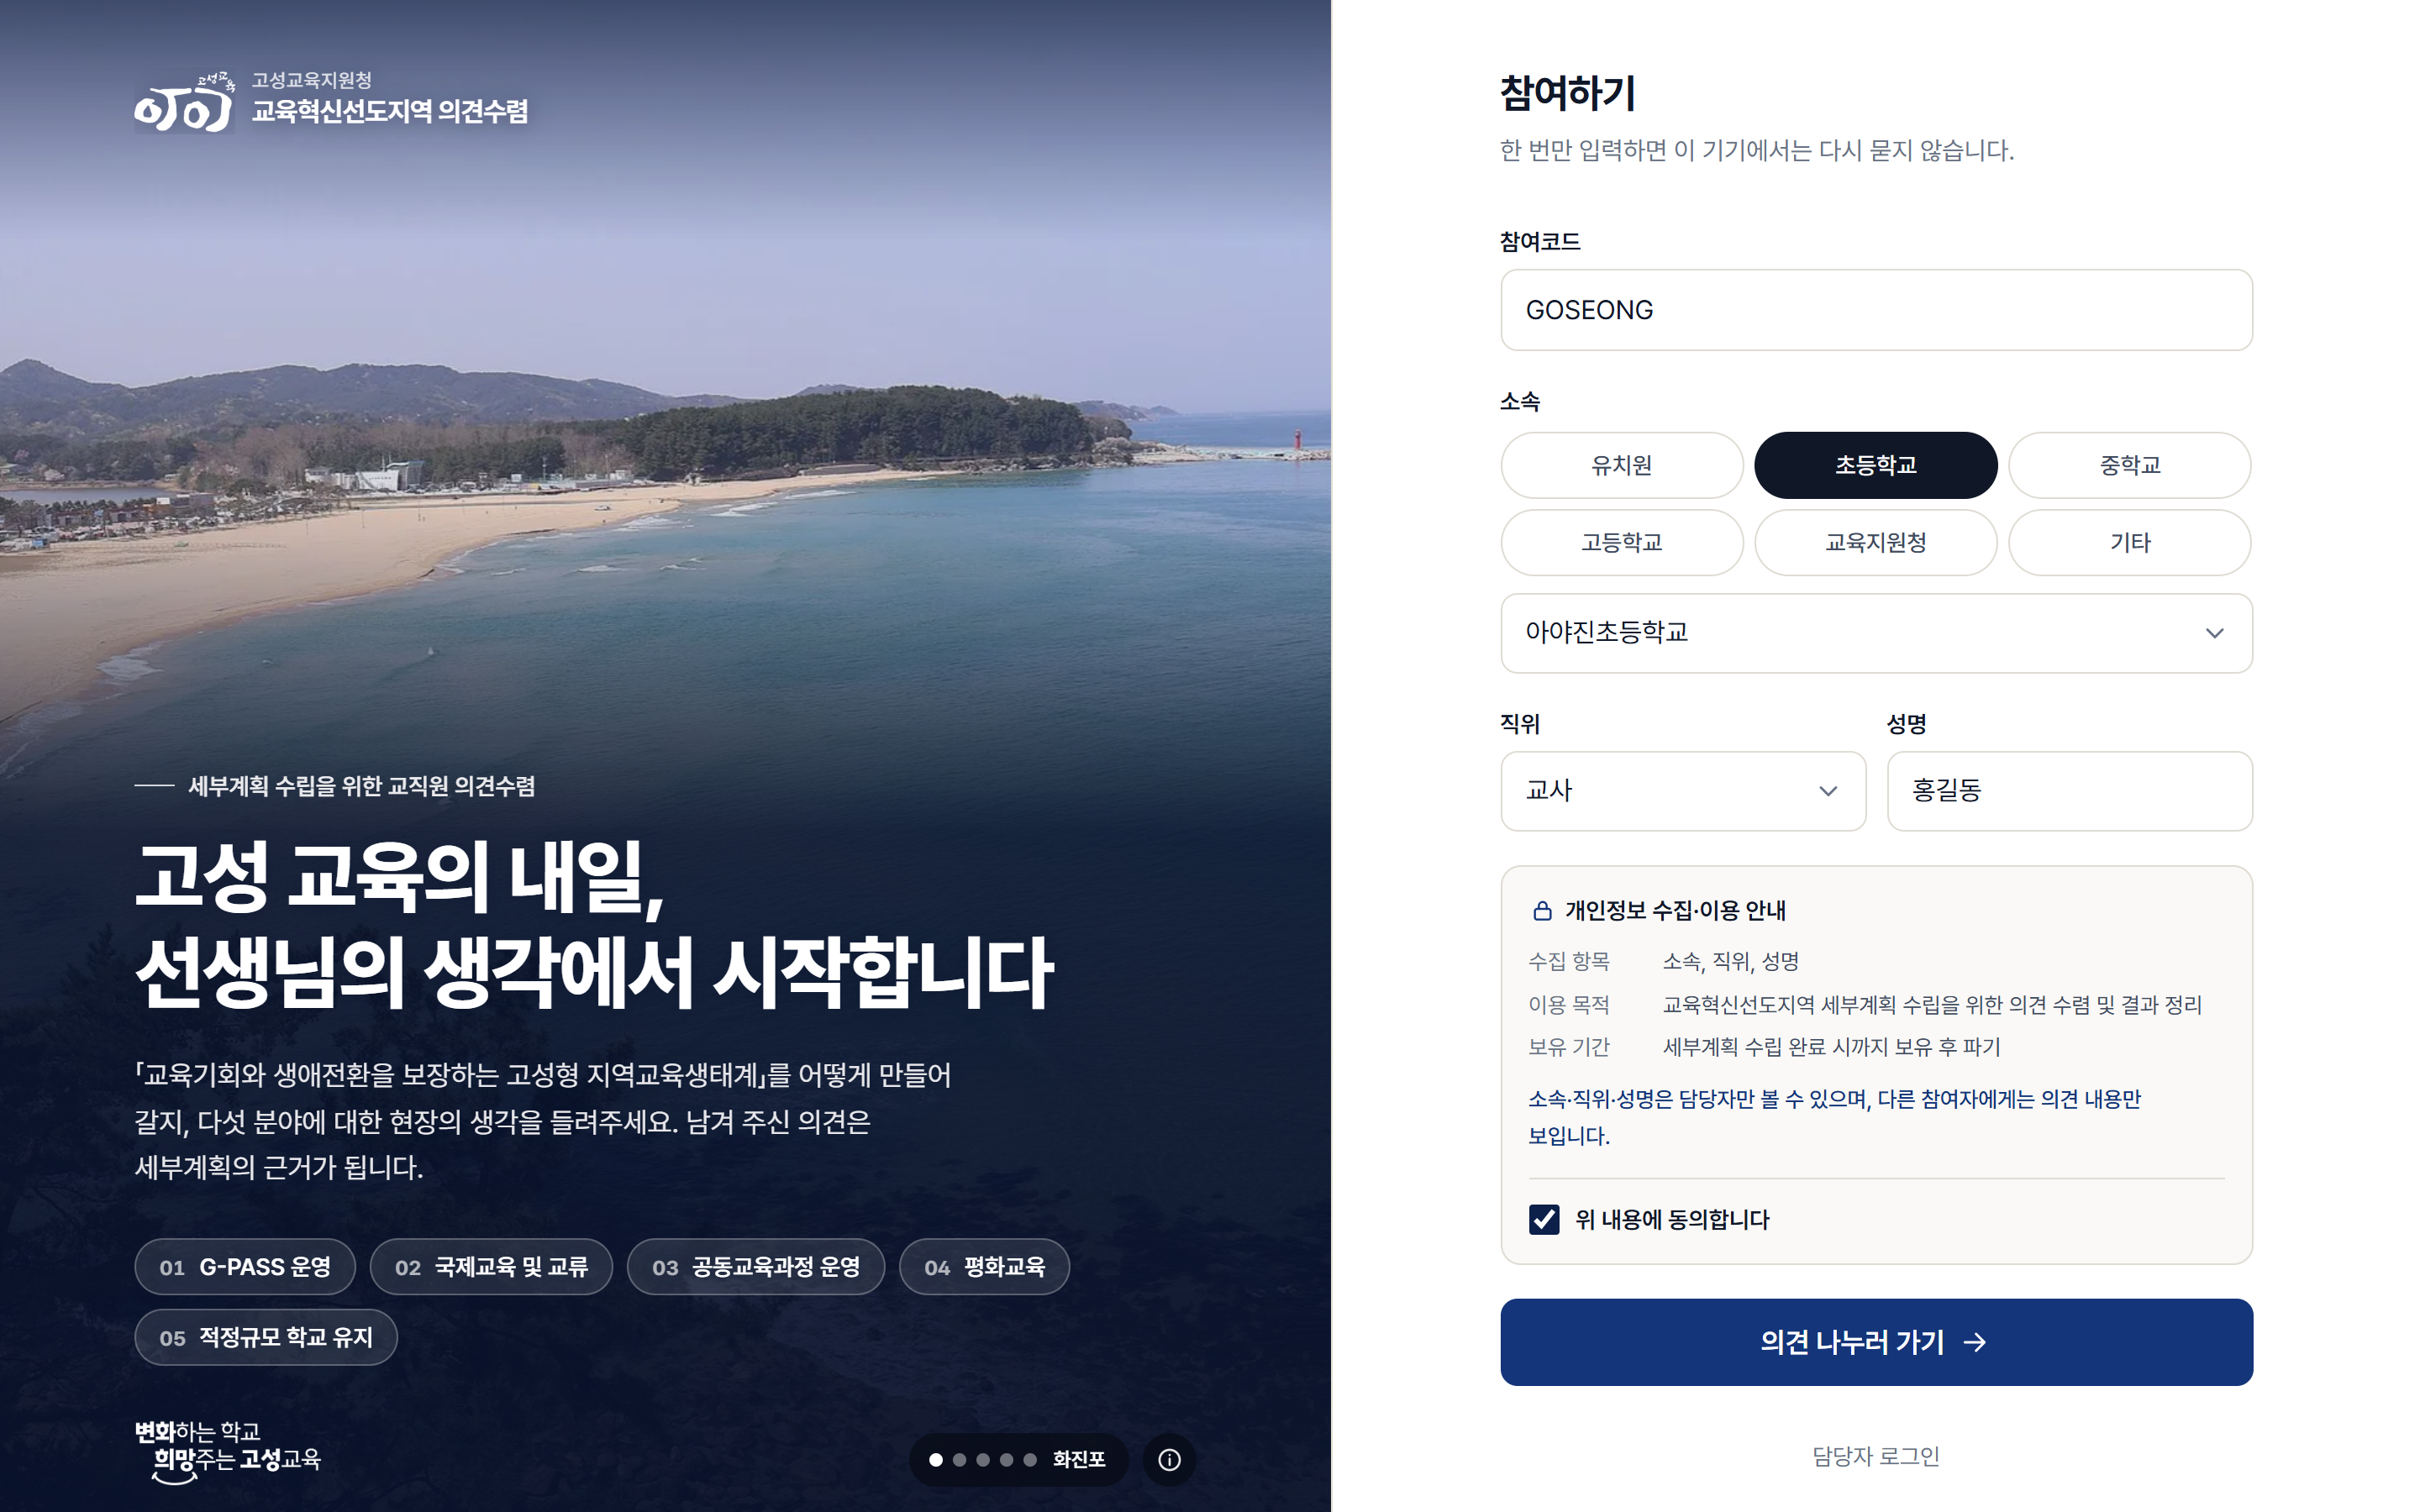 고성교육
아이
고성교육지원청
교육혁신선도지역 의견수렴
세부계획 수립을 위한 교직원 의견수렴
고성 교육의 내일,
선생님의 생각에서 시작합니다
「교육기회와 생애전환을 보장하는 고성형 지역교육생태계」를 어떻게 만들어
갈지, 다섯 분야에 대한 현장의 생각을 들려주세요. 남겨 주신 의견은
세부계획의 근거가 됩니다.
01 G-PASS 운영
02 국제교육 및 교류
03 공동교육과정 운영
04 평화교육
05 적정규모 학교 유지
변화하는 학교
희망주는 고성교육
화진포
참여하기
한 번만 입력하면 이 기기에서는 다시 묻지 않습니다.
참여코드
GOSEONG
소속
유치원
초등학교
중학교
고등학교
교육지원청
기타
아야진초등학교
직위
성명
교사
홍길동
개인정보 수집·이용 안내
수집 항목 소속, 직위, 성명
이용 목적 교육혁신선도지역 세부계획 수립을 위한 의견 수렴 및 결과 정리
보유 기간 세부계획 수립 완료 시까지 보유 후 파기
소속·직위·성명은 담당자만 볼 수 있으며, 다른 참여자에게는 의견 내용만
보입니다.
위 내용에 동의합니다
의견 나누러 가기 →
담당자 로그인